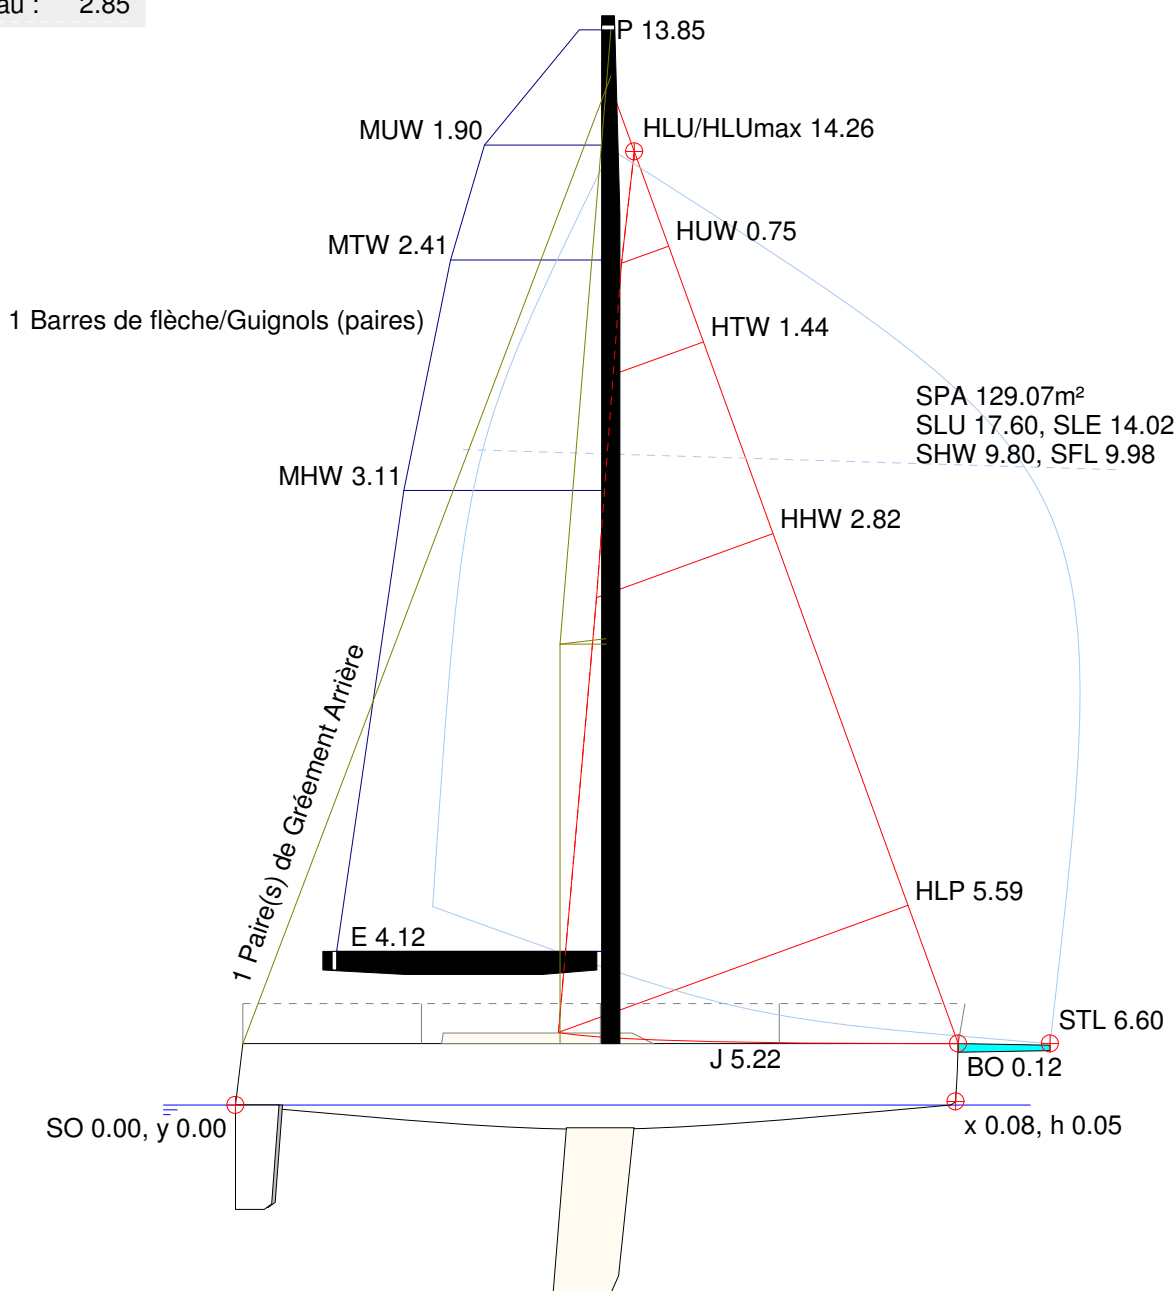 2.85
P 13.85
MUW 1.90
HLU/HLUmax 14.26
HUW 0.75
MTW 2.41
1 Barres de flèche/Guignols (paires)
HTW 1.44
SPA 129.07m²
SLU 17.60, SLE 14.02
SHW 9.80, SFL 9.98
MHW 3.11
HHW 2.82
1 Paire(s) de Gréement Arrière
HLP 5.59
E 4.12
STL 6.60
J 5.22
BO 0.12
SO 0.00, y 0.00
x 0.08, h 0.05